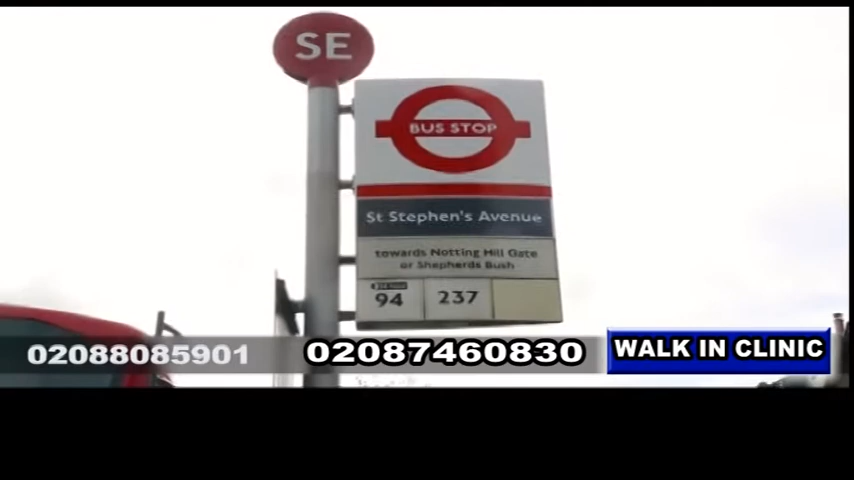 SE
BUS STOP
St Stephen's Avenue
towards Notting Hill Gate
or Shepherds Bush
94
237
02088085901
02087460830
WALK IN CLINIC